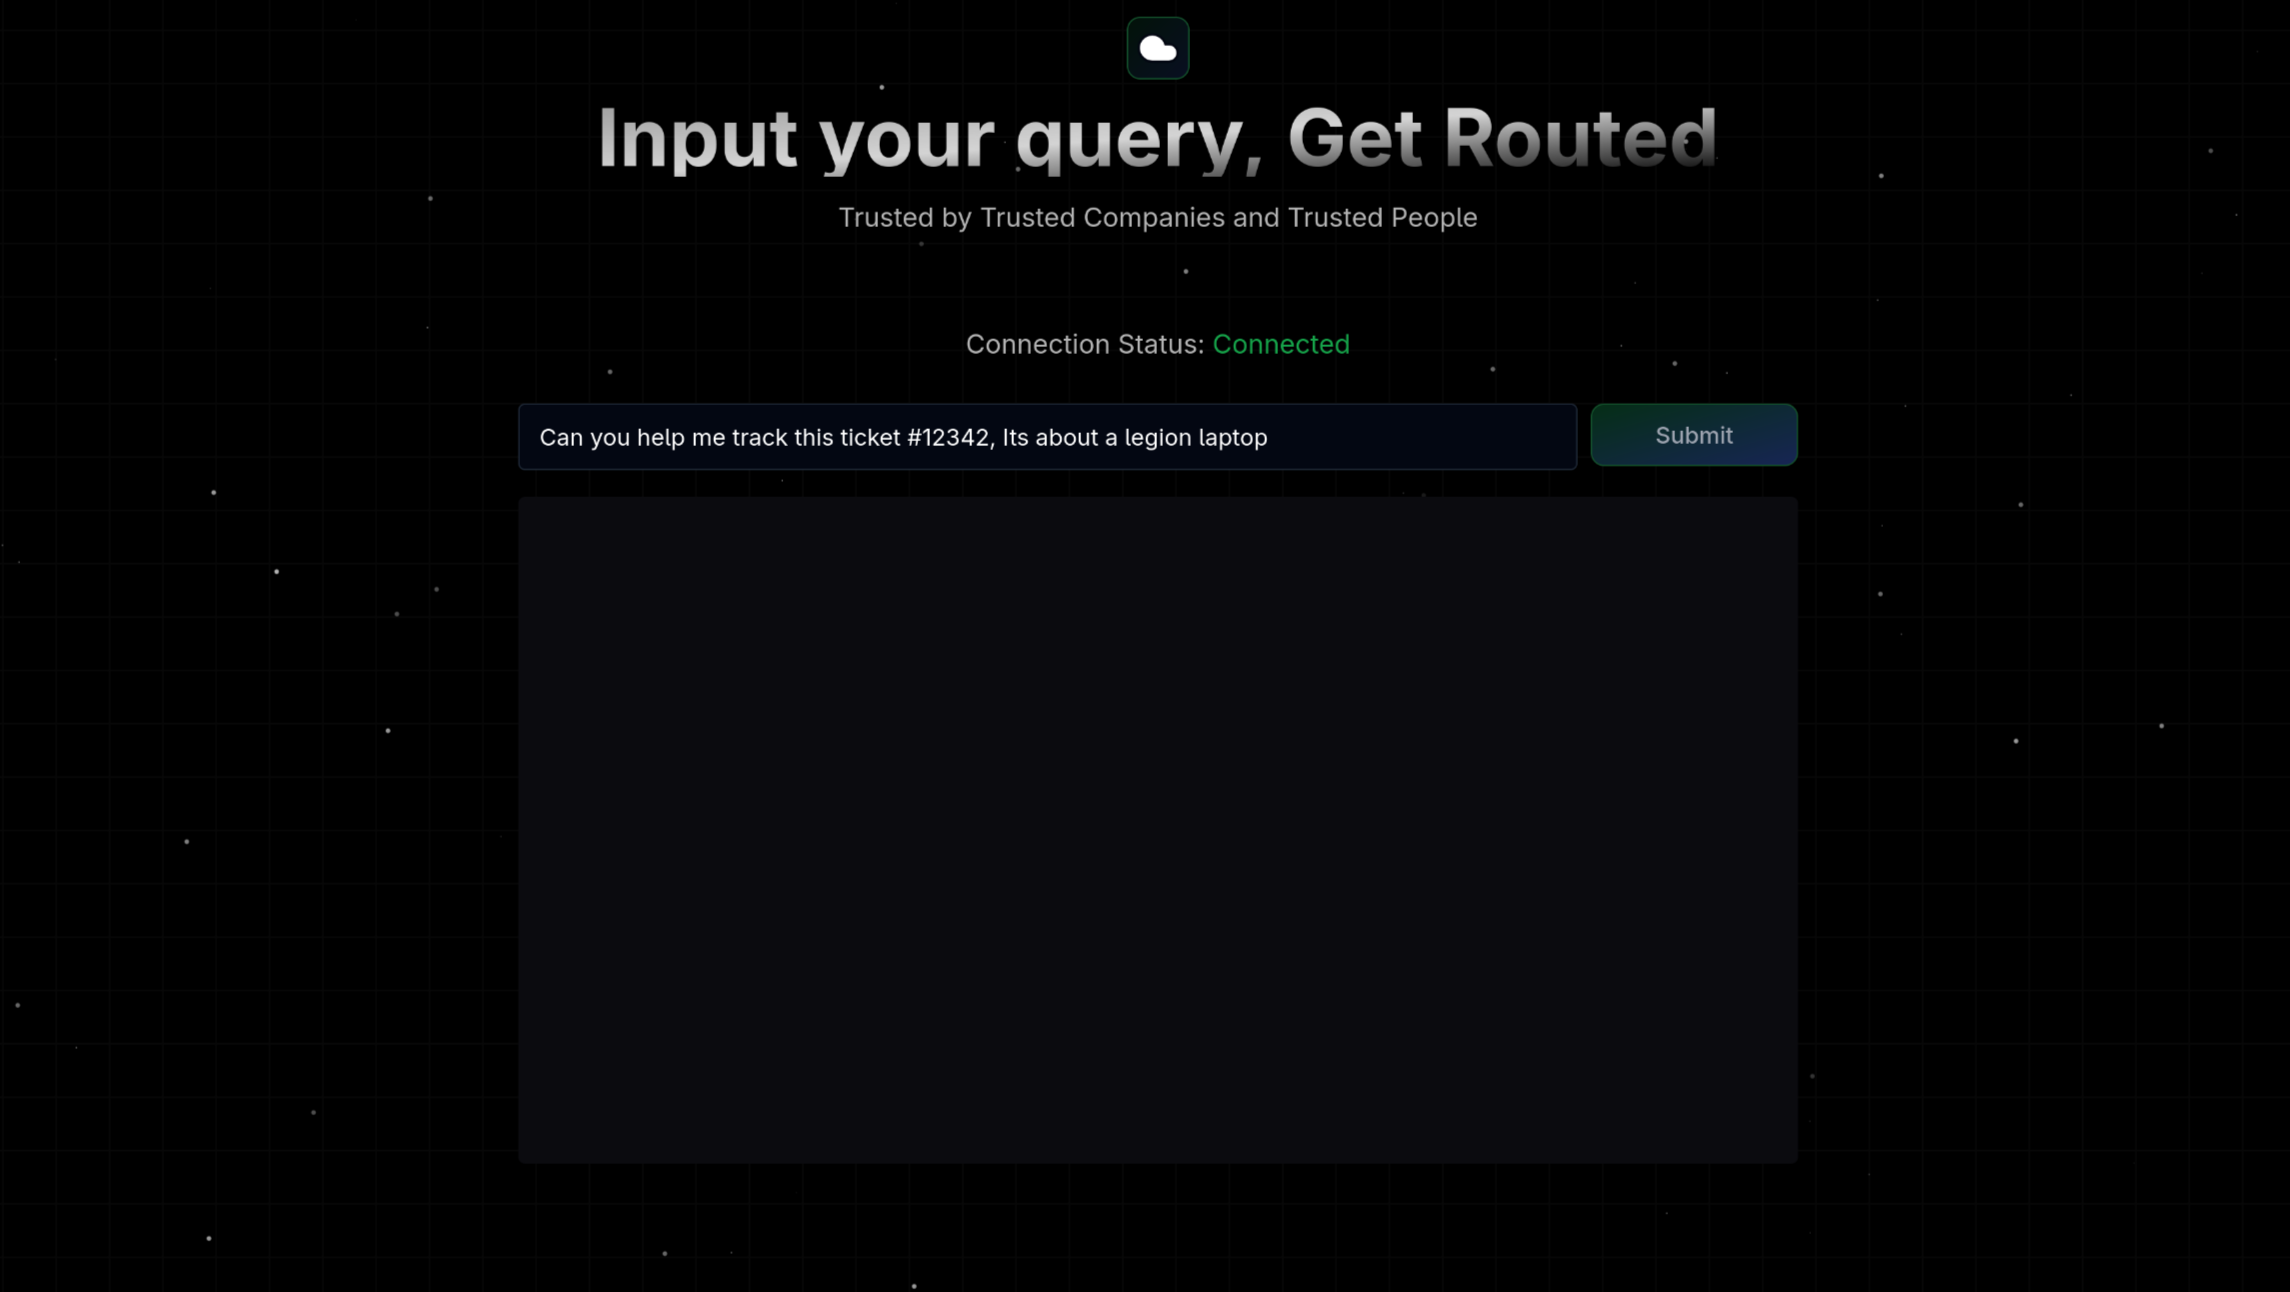 Input your query, Get Routed
Trusted by Trusted Companies and Trusted People
Connection Status: Connected
Can you help me track this ticket #12342, Its about a legion laptop
Submit